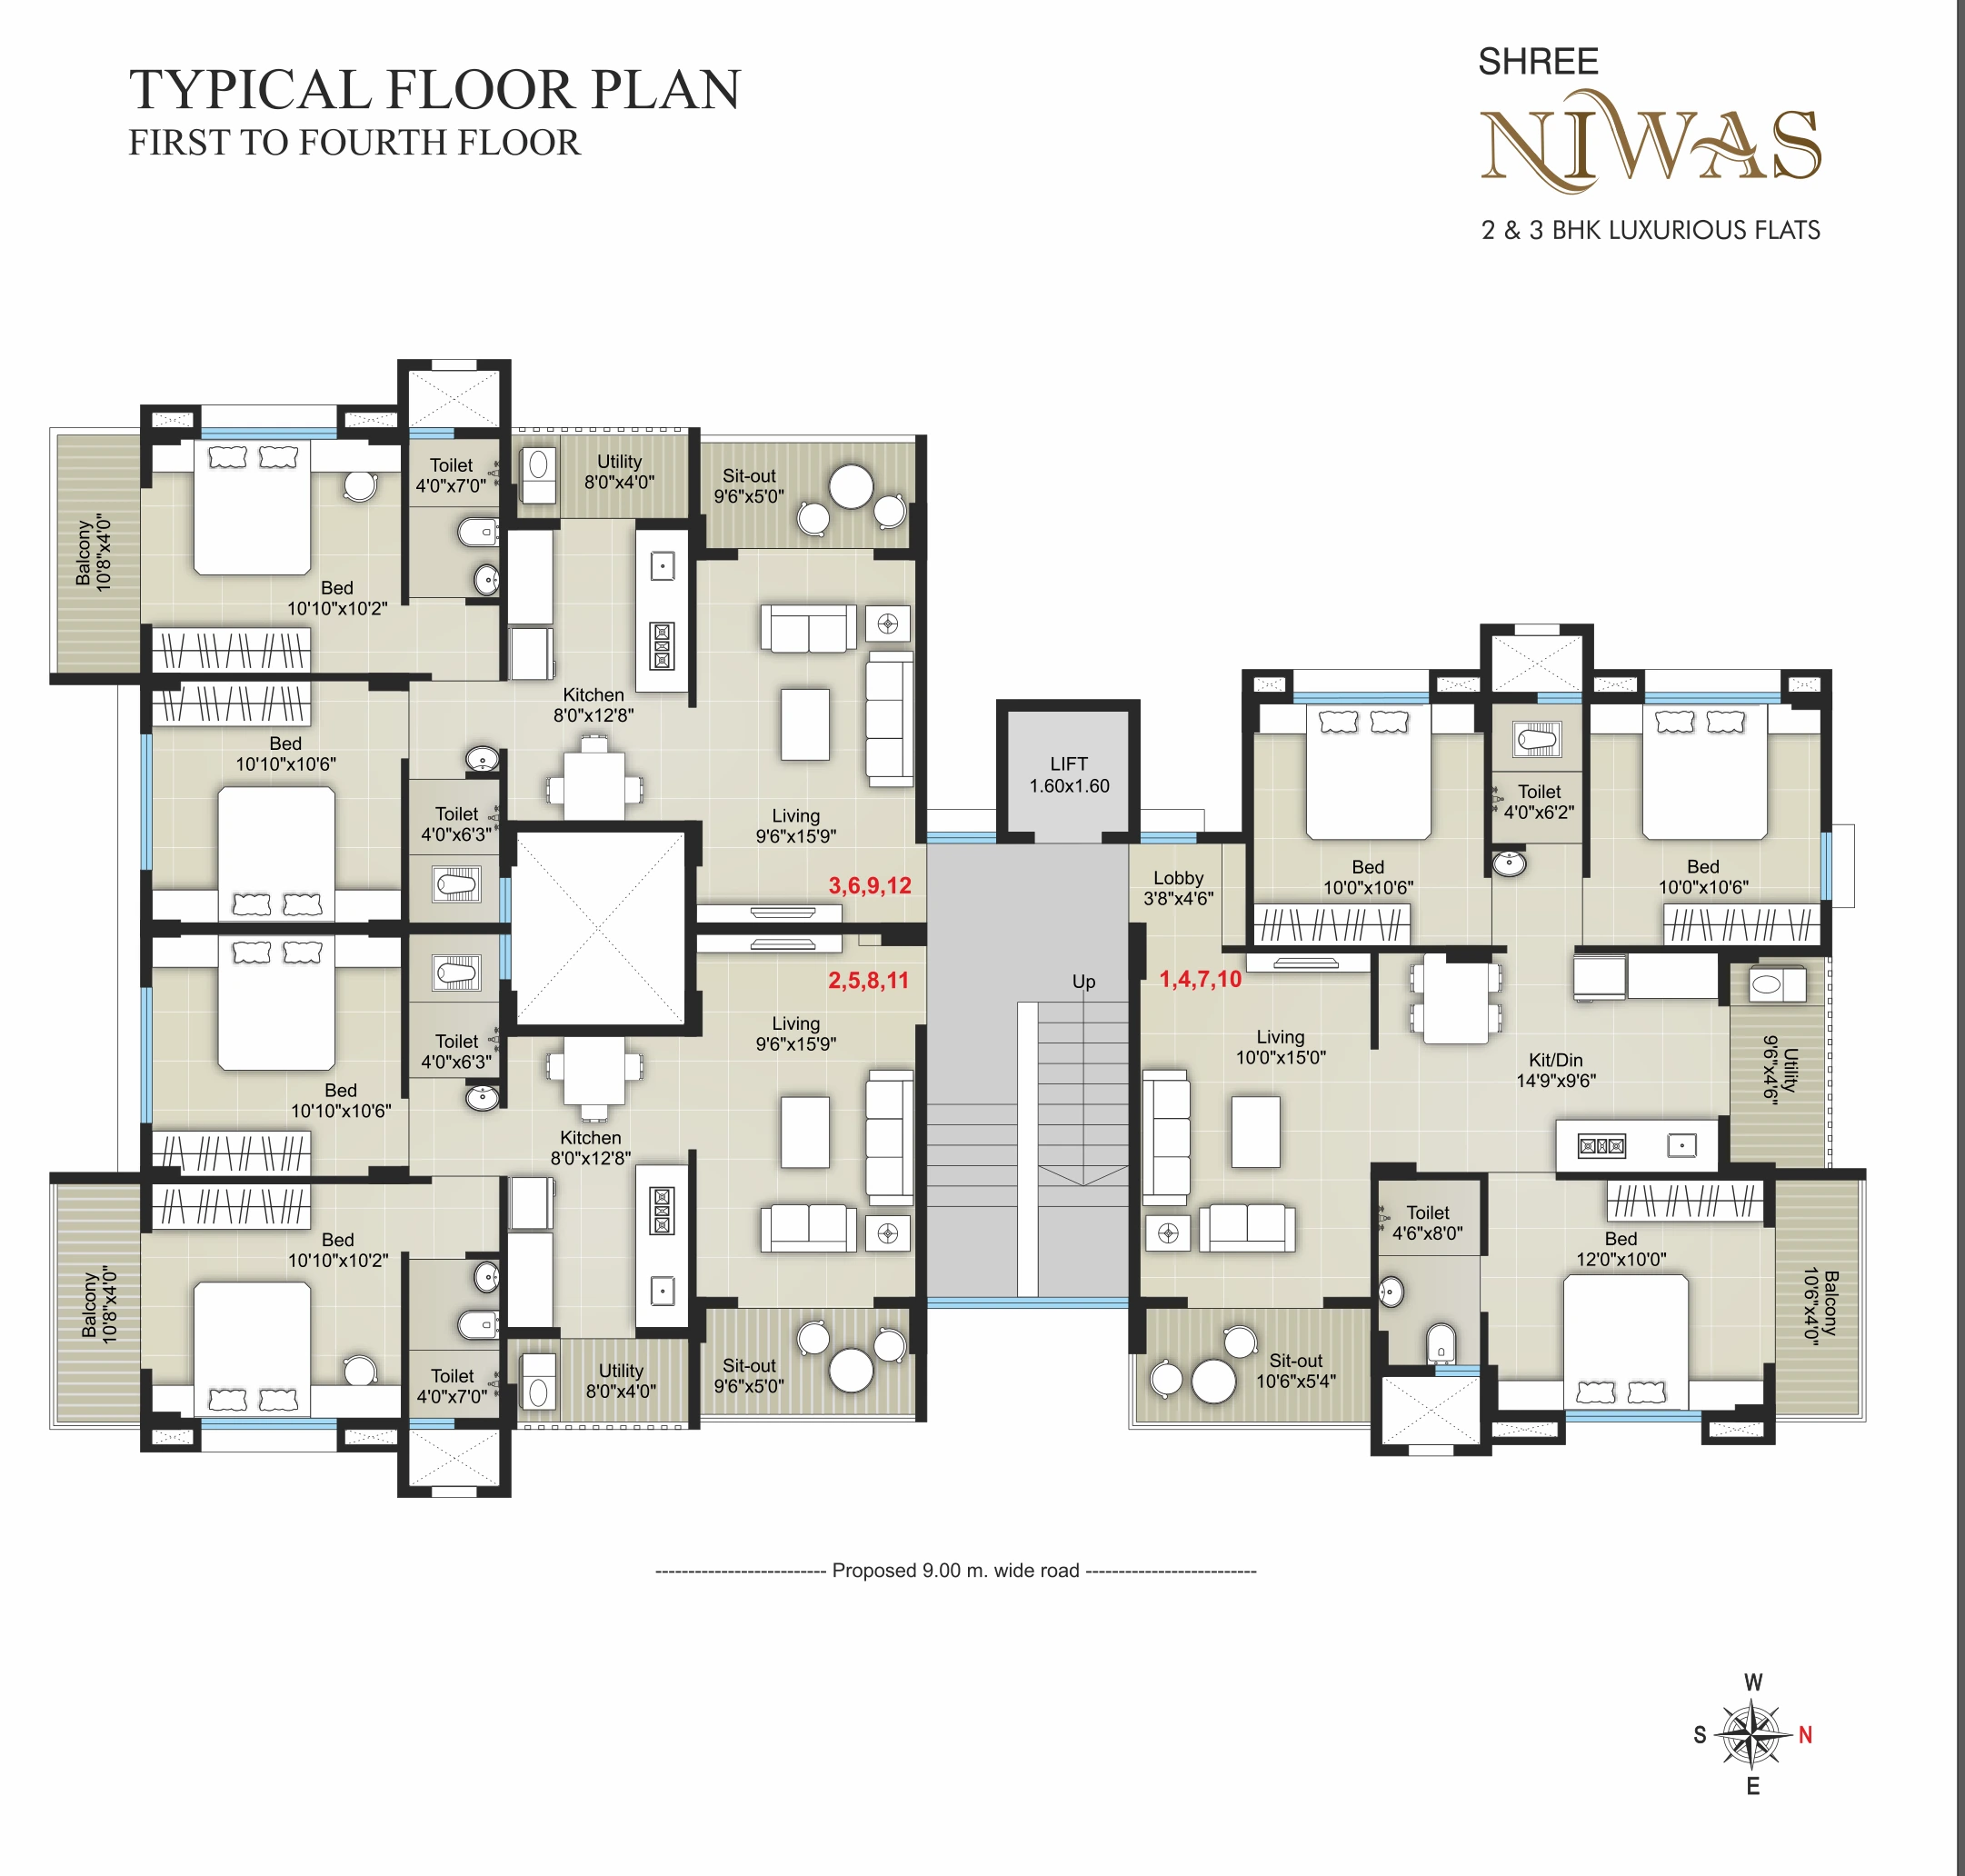 TYPICAL FLOOR PLAN
FIRST TO FOURTH FLOOR
SHREE
NIWAS
2 & 3 BHK LUXURIOUS FLATS
Balcony
10'8"x4'0"
Bed
10'10"x10'2"
Toilet
4'0"x7'0"
Utility
8'0"x4'0"
Sit-out
9'6"x5'0"
Kitchen
8'0"x12'8"
Bed
10'10"x10'6"
Toilet
4'0"x6'3"
Living
9'6"x15'9"
3,6,9,12
LIFT
1.60x1.60
Lobby
3'8"x4'6"
Bed
10'0"x10'6"
Toilet
4'0"x6'2"
Bed
10'0"x10'6"
2,5,8,11
Living
9'6"x15'9"
Toilet
4'0"x6'3"
Bed
10'10"x10'6"
Kitchen
8'0"x12'8"
Up
1,4,7,10
Living
10'0"x15'0"
Kit/Din
14'9"x9'6"
Utility
9'6"x4'6"
Balcony
10'8"x4'0"
Bed
10'10"x10'2"
Toilet
4'0"x7'0"
Utility
8'0"x4'0"
Sit-out
9'6"x5'0"
Sit-out
10'6"x5'4"
Toilet
4'6"x8'0"
Bed
12'0"x10'0"
Balcony
10'6"x4'0"
-------------------------- Proposed 9.00 m. wide road --------------------------
W
S N
E